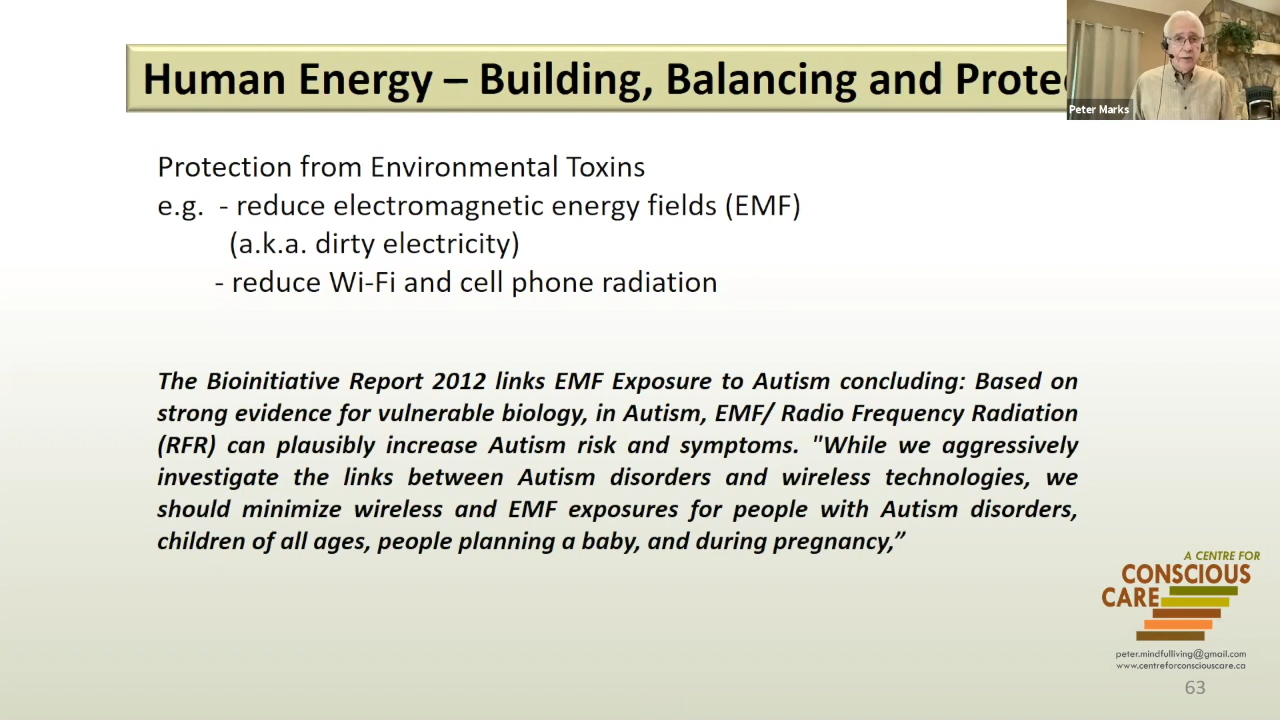 Human Energy – Building, Balancing and
Peter Marks
Protection from Environmental Toxins
e.g. - reduce electromagnetic energy fields (EMF)
(a.k.a. dirty electricity)
- reduce Wi-Fi and cell phone radiation
The Bioinitiative Report 2012 links EMF Exposure to Autism concluding: Based on
strong evidence for vulnerable biology, in Autism, EMF/ Radio Frequency Radiation
(RFR) can plausibly increase Autism risk and symptoms. "While we aggressively
investigate the links between Autism disorders and wireless technologies, we
should minimize wireless and EMF exposures for people with Autism disorders,
children of all ages, people planning a baby, and during pregnancy,”
A CENTRE FOR
CONSCIOUS
CARE
peter.mindfulliving@gmail.com
www.centreforconsciouscare.ca
63